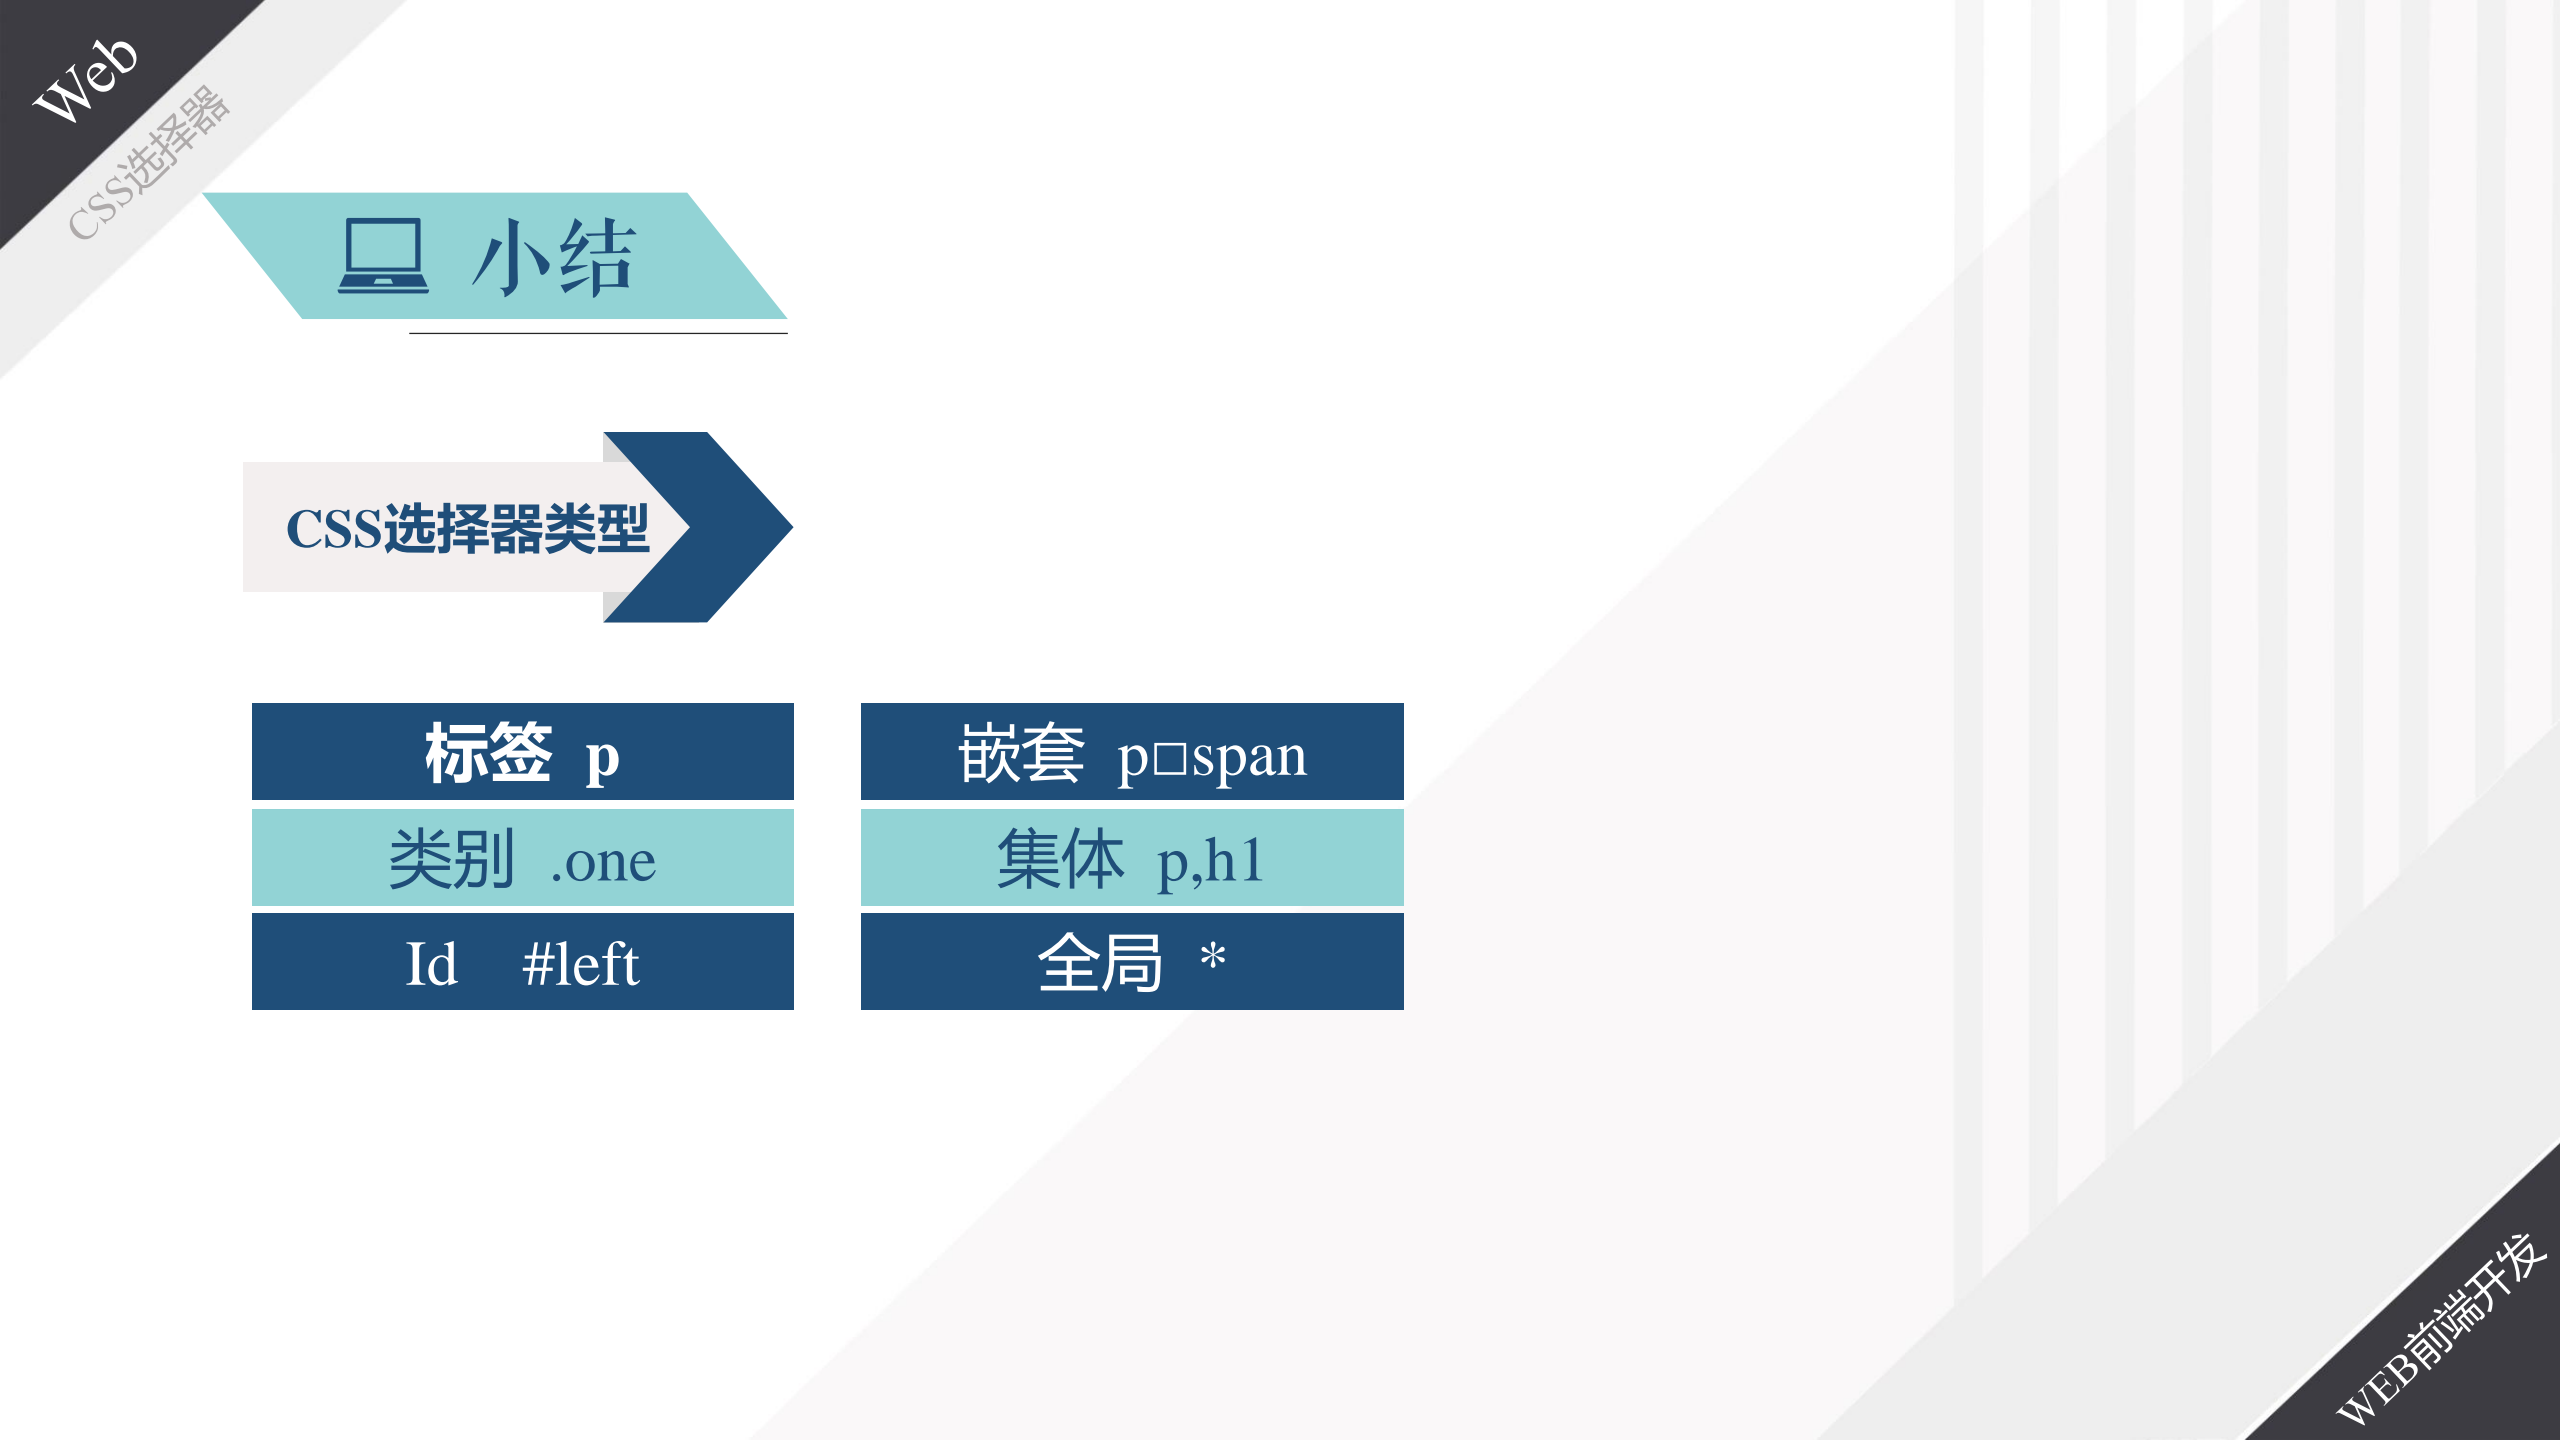 Web
CSS选择器
小结
CSS选择器类型
标签 p
类别 .one
Id #left
嵌套 p□span
集体 p,h1
全局 *
WEB前端开发